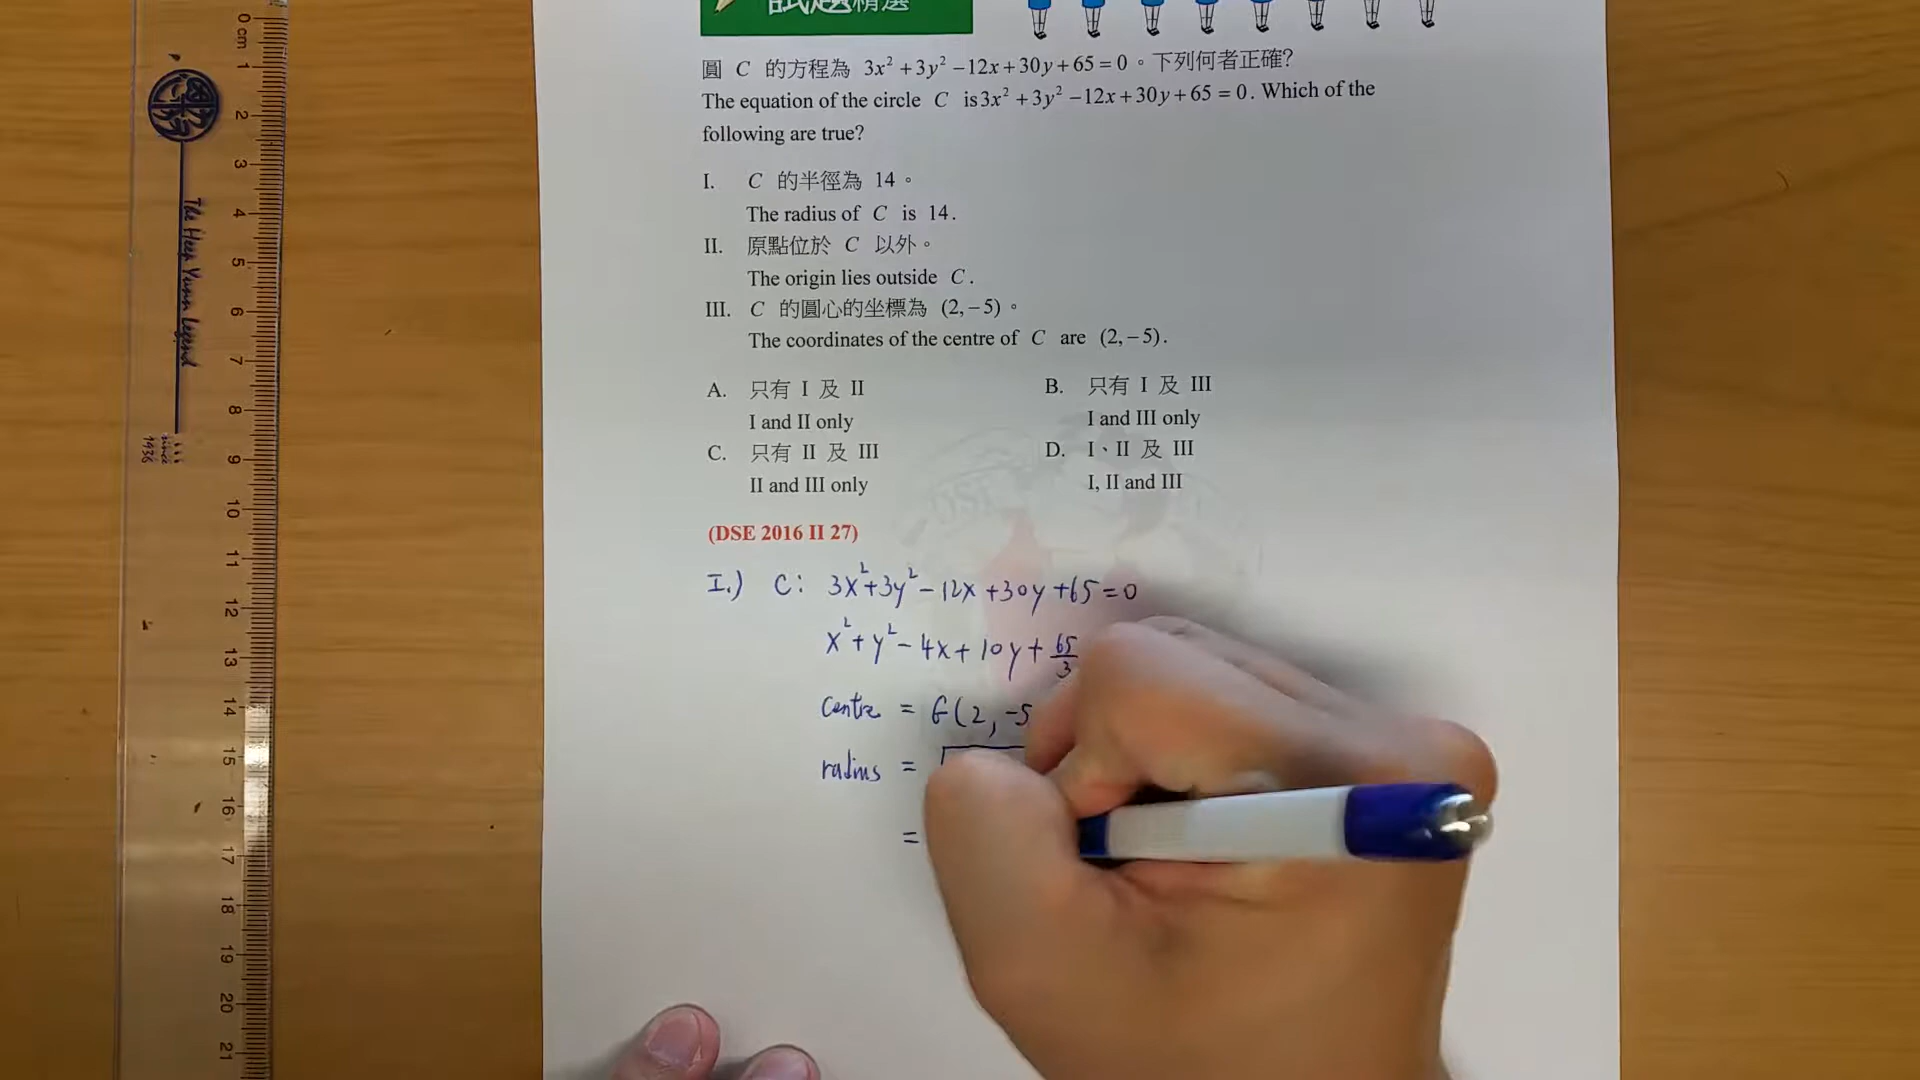 試題精選
圓 C 的方程為 3x² + 3y² − 12x + 30y + 65 = 0。下列何者正確?
The equation of the circle C is 3x² + 3y² − 12x + 30y + 65 = 0. Which of the
following are true?
I. C 的半徑為 14。
The radius of C is 14.
II. 原點位於 C 以外。
The origin lies outside C.
III. C 的圓心的坐標為 (2, −5)。
The coordinates of the centre of C are (2, −5).
A. 只有 I 及 II B. 只有 I 及 III
I and II only I and III only
C. 只有 II 及 III D. I、II 及 III
II and III only I, II and III
(DSE 2016 II 27)
I.) C: 3x²+3y²−12x+30y+65=0
x²+y²−4x+10y+65/3
Centre = G(2, -5
radius = √
=
0 cm 1 2 3 4 5 6 7 8 9 10 11 12 13 14 15 16 17 18 19 20 21
The Heep Yunn Legend
since 1936